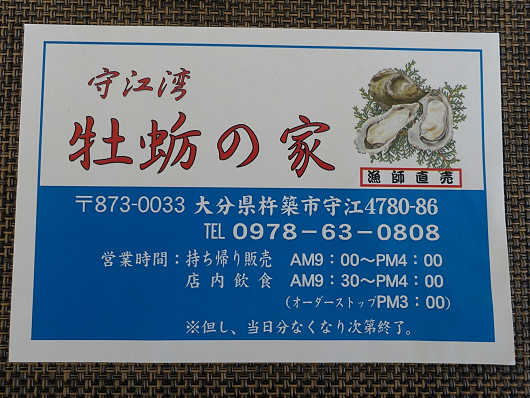 守江湾
牡蛎の家
漁師直売
〒873-0033 大分県杵築市守江4780-86
TEL 0978-63-0808
営業時間:持ち帰り販売 AM9:00~PM4:00
店内飲食 AM9:30~PM4:00
(オーダーストップPM3:00)
※但し、当日分なくなり次第終了。